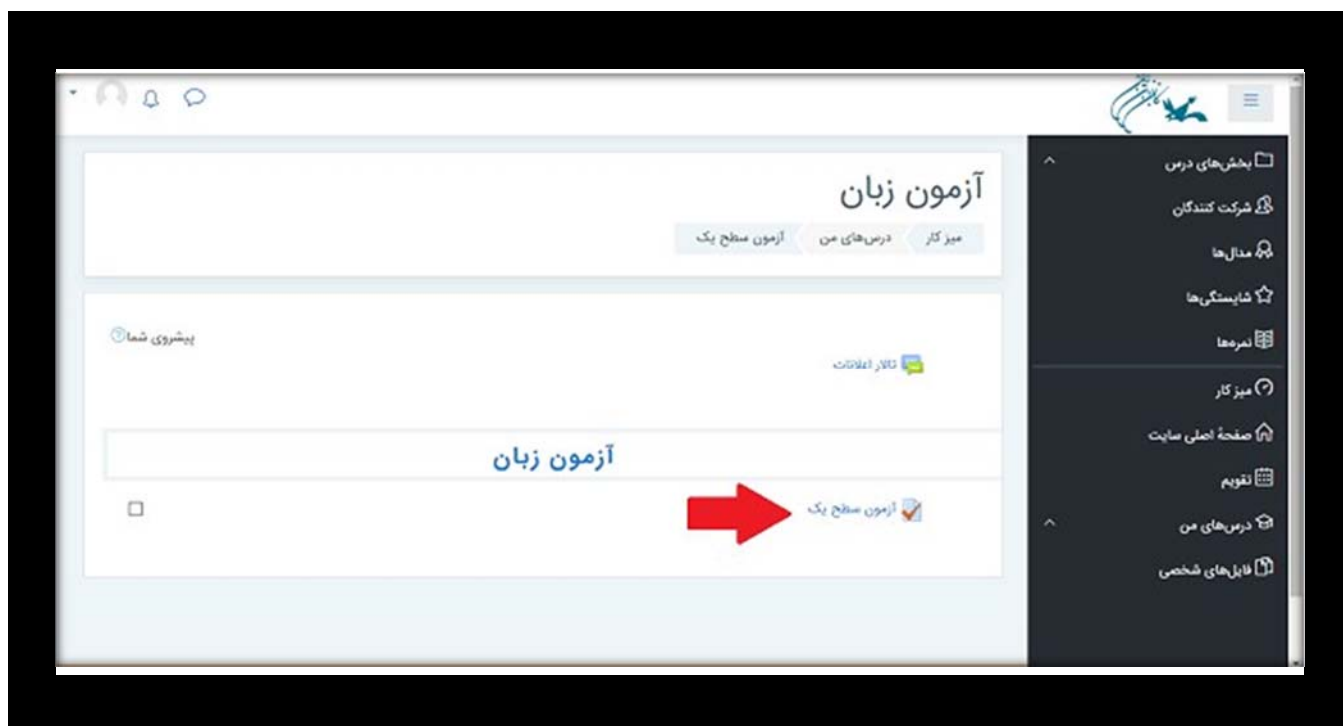 آزمون زبان
میز کار
درس‌های من
آزمون سطح یک
پیشروی شما
تالار اعلانات
آزمون زبان
آزمون سطح یک
بخش‌های درس
شرکت کنندگان
مدال‌ها
شایستگی‌ها
نمره‌ها
میز کار
صفحهٔ اصلی سایت
تقویم
درس‌های من
فایل‌های شخصی